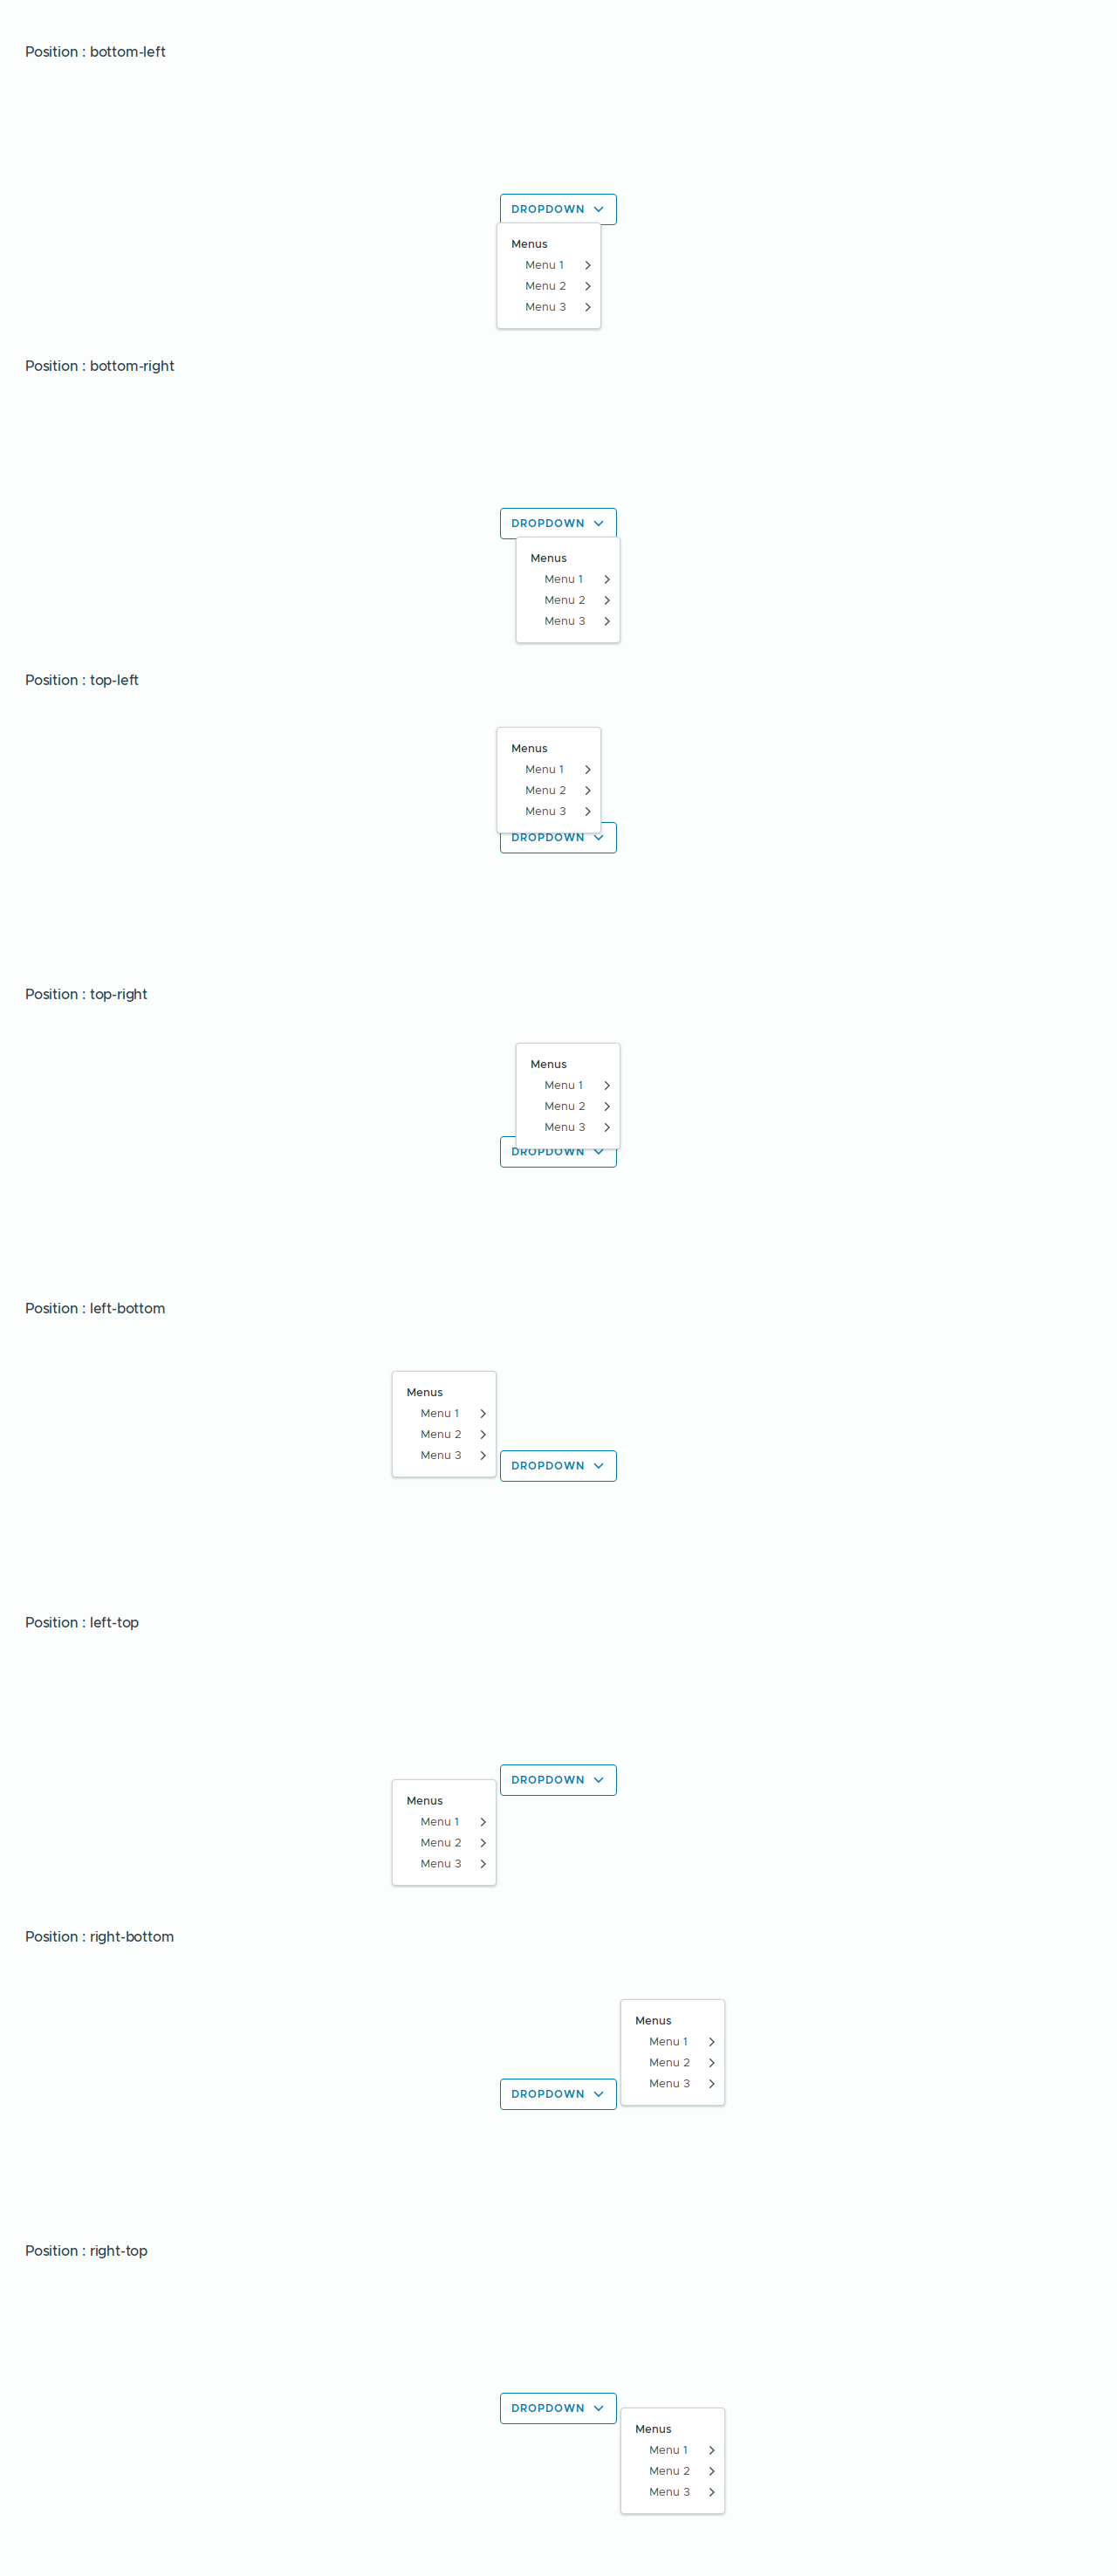 Position : bottom-left
DROPDOWN
Menus
Menu 1
Menu 2
Menu 3
Position : bottom-right
DROPDOWN
Menus
Menu 1
Menu 2
Menu 3
Position : top-left
Menus
Menu 1
Menu 2
Menu 3
DROPDOWN
Position : top-right
Menus
Menu 1
Menu 2
Menu 3
DROPDOWN
Position : left-bottom
Menus
Menu 1
Menu 2
Menu 3
DROPDOWN
Position : left-top
DROPDOWN
Menus
Menu 1
Menu 2
Menu 3
Position : right-bottom
Menus
Menu 1
Menu 2
Menu 3
DROPDOWN
Position : right-top
DROPDOWN
Menus
Menu 1
Menu 2
Menu 3